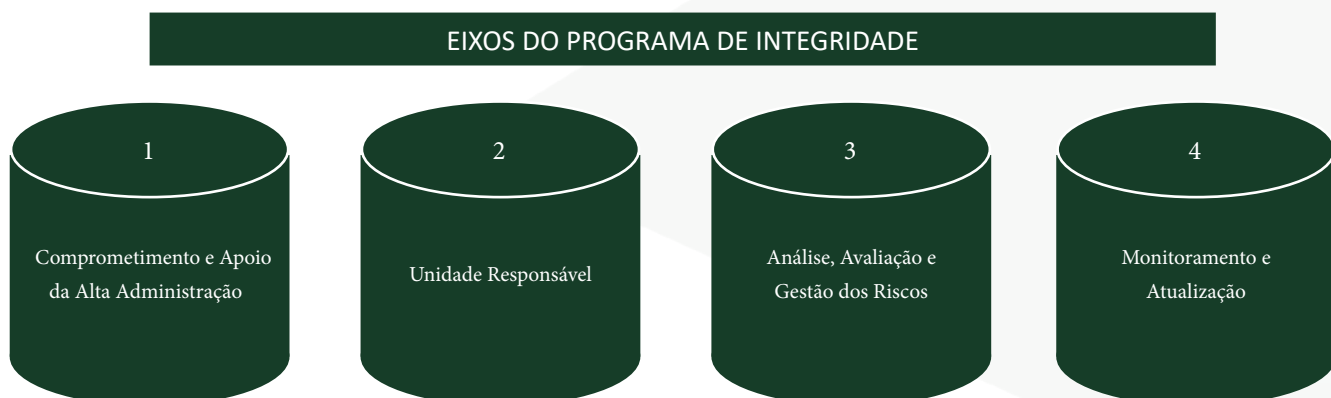 EIXOS DO PROGRAMA DE INTEGRIDADE
1
Comprometimento e Apoio
da Alta Administração
2
Unidade Responsável
3
Análise, Avaliação e
Gestão dos Riscos
4
Monitoramento e
Atualização